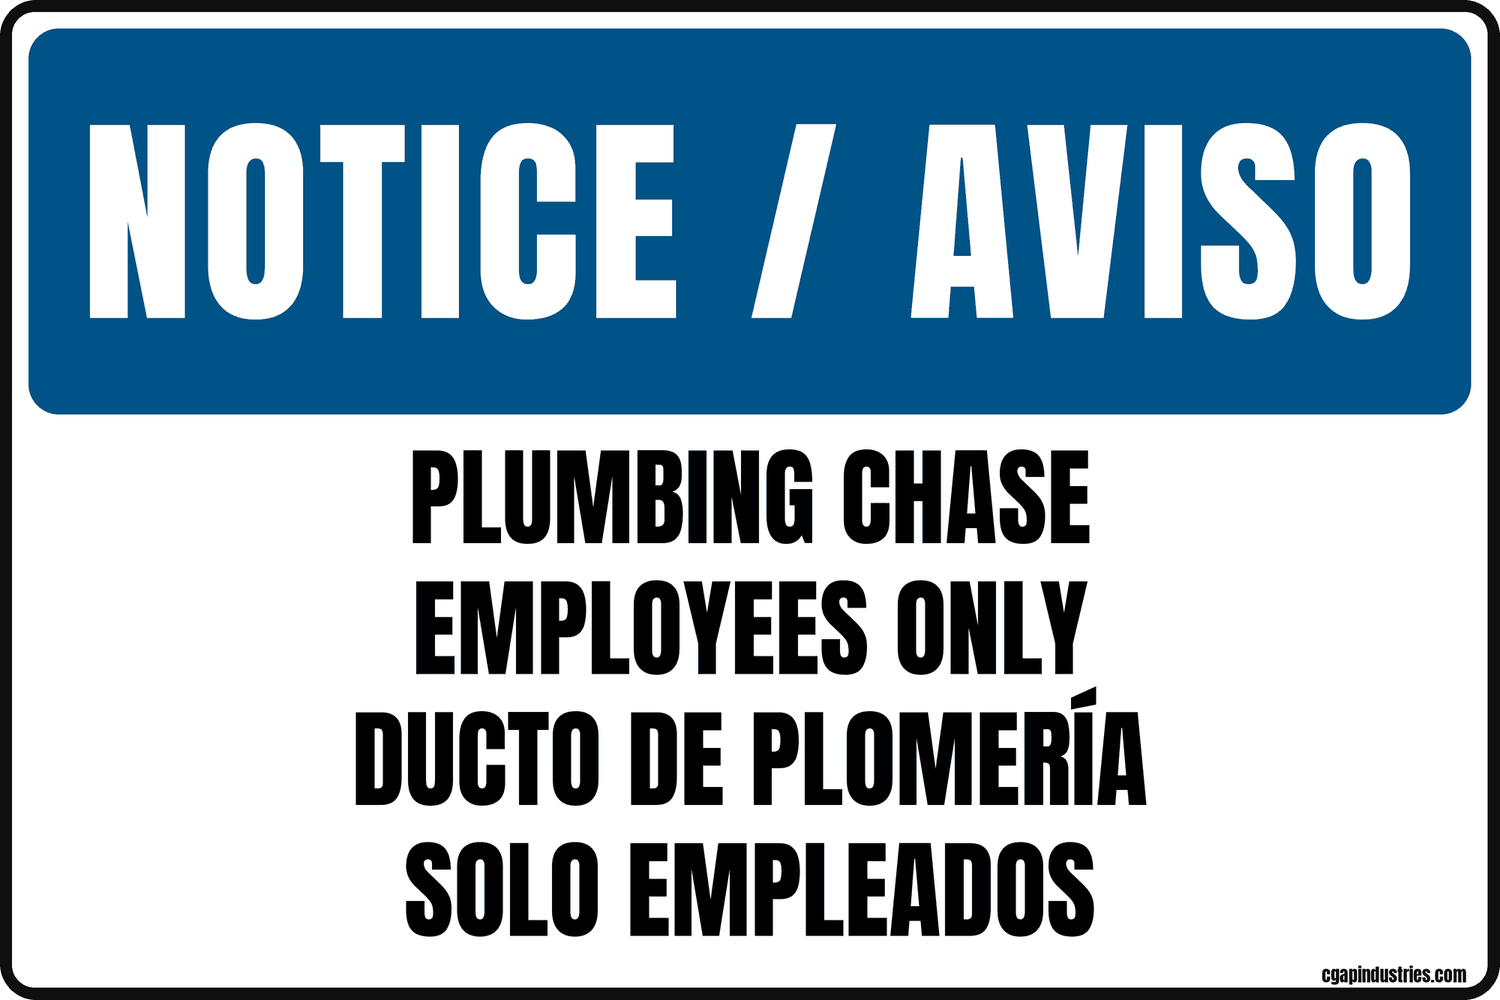 NOTICE / AVISO
PLUMBING CHASE
EMPLOYEES ONLY
DUCTO DE PLOMERÍA
SOLO EMPLEADOS
cgapindustries.com